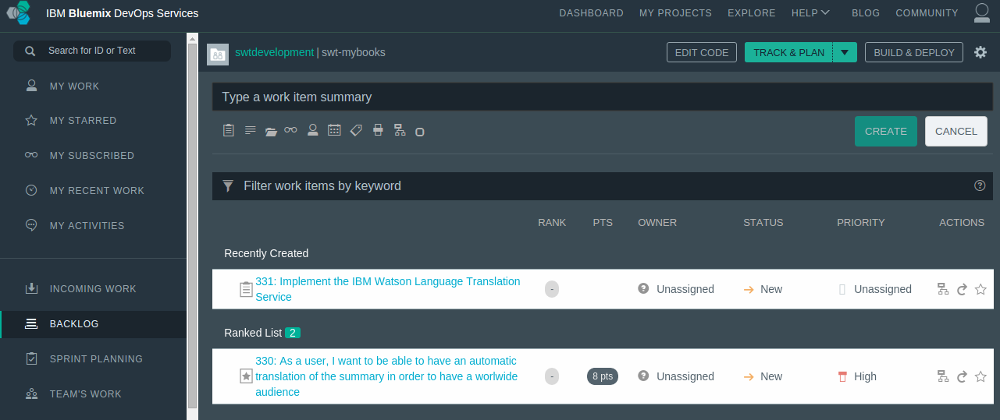 IBM Bluemix DevOps Services
DASHBOARD MY PROJECTS EXPLORE HELP BLOG COMMUNITY
Search for ID or Text
MY WORK
MY STARRED
MY SUBSCRIBED
MY RECENT WORK
MY ACTIVITIES
INCOMING WORK
BACKLOG
SPRINT PLANNING
TEAM'S WORK
swtdevelopment | swt-mybooks
EDIT CODE TRACK & PLAN BUILD & DEPLOY
Type a work item summary
CREATE CANCEL
Filter work items by keyword
RANK PTS OWNER STATUS PRIORITY ACTIONS
Recently Created
331: Implement the IBM Watson Language Translation
Service
- Unassigned New Unassigned
Ranked List 2
330: As a user, I want to be able to have an automatic
translation of the summary in order to have a worlwide
audience
- 8 pts Unassigned New High